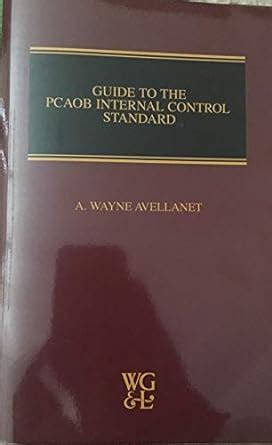 GUIDE TO THE
PCAOB INTERNAL CONTROL
STANDARD
A. WAYNE AVELLANET
WG
&L